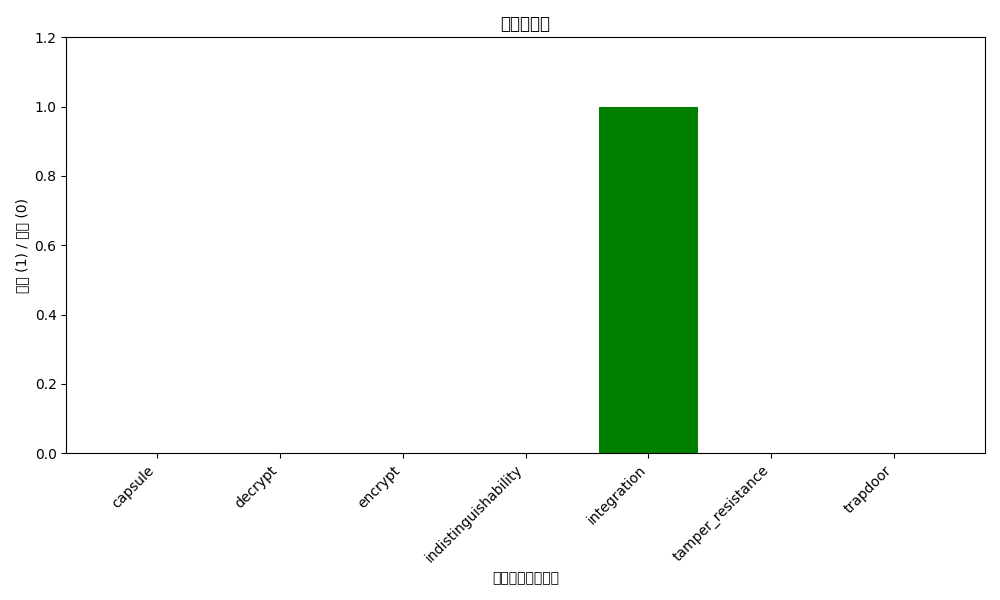 1.2
1.0
0.8
0.6
0.4
0.2
0.0
(1) / (0)
capsule
decrypt
encrypt
indistinguishability
integration
tamper_resistance
trapdoor